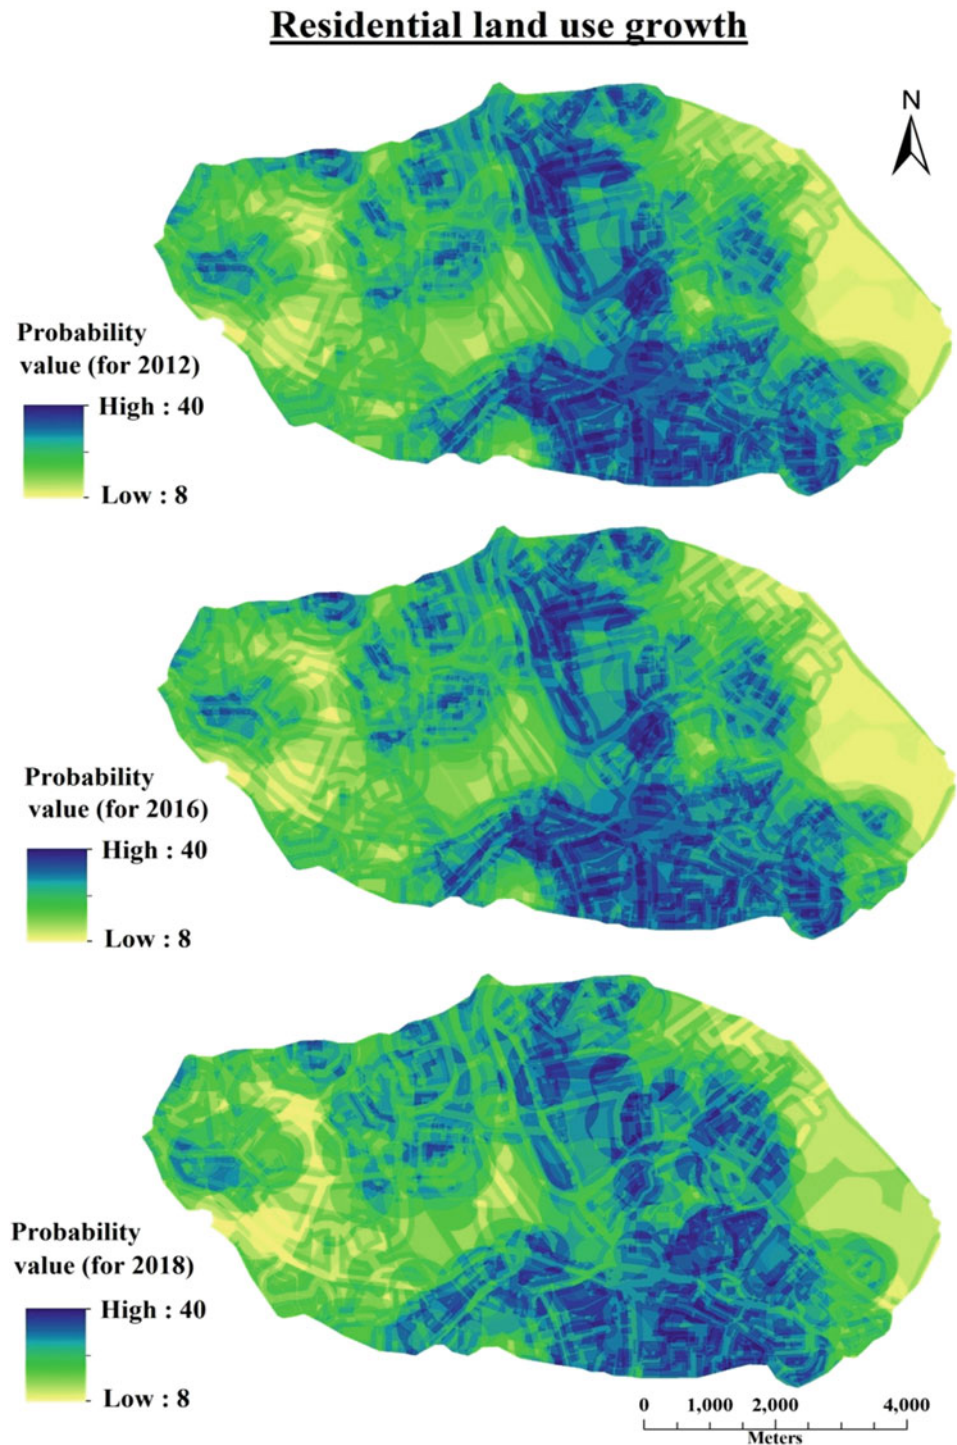 Residential land use growth
N
Probability
value (for 2012)
High : 40
Low : 8
Probability
value (for 2016)
High : 40
Low : 8
Probability
value (for 2018)
High : 40
Low : 8
0 1,000 2,000 4,000
Meters